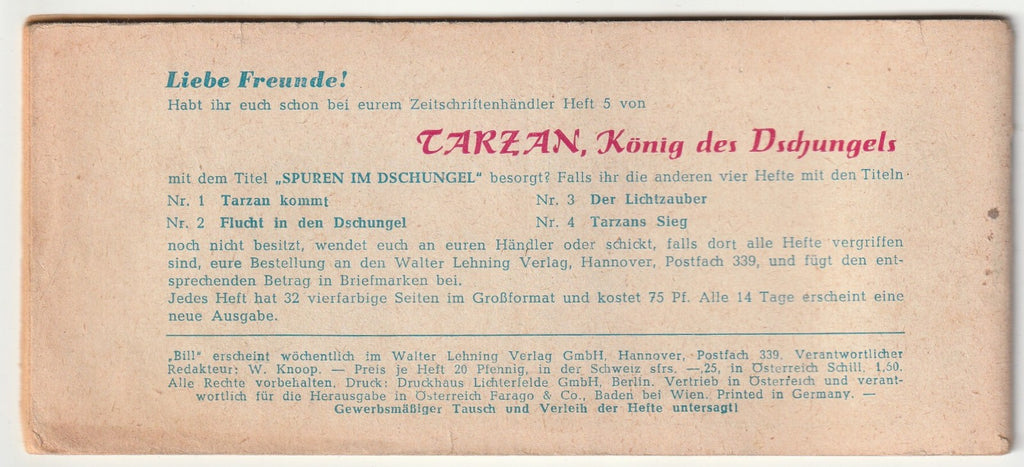 Liebe Freunde!
Habt ihr euch schon bei eurem Zeitschriftenhändler Heft 5 von
TARZAN, König des Dschungels
mit dem Titel „SPUREN IM DSCHUNGEL" besorgt? Falls ihr die anderen vier Hefte mit den Titeln
Nr. 1 Tarzan kommt Nr. 3 Der Lichtzauber
Nr. 2 Flucht in den Dschungel Nr. 4 Tarzans Sieg
noch nicht besitzt, wendet euch an euren Händler oder schickt, falls dort alle Hefte vergriffen
sind, eure Bestellung an den Walter Lehning Verlag, Hannover, Postfach 339, und fügt den ent-
sprechenden Betrag in Briefmarken bei.
Jedes Heft hat 32 vierfarbige Seiten im Großformat und kostet 75 Pf. Alle 14 Tage erscheint eine
neue Ausgabe.
„Bill" erscheint wöchentlich im Walter Lehning Verlag GmbH, Hannover, Postfach 339. Verantwortlicher
Redakteur: W. Knoop. — Preis je Heft 20 Pfennig, in der Schweiz sfrs. —,25, in Österreich Schill. 1,50.
Alle Rechte vorbehalten. Druck: Druckhaus Lichterfelde GmbH, Berlin. Vertrieb in Österreich und verant-
wortlich für die Herausgabe in Österreich Farago & Co., Baden bei Wien. Printed in Germany. —
Gewerbsmäßiger Tausch und Verleih der Hefte untersagt!